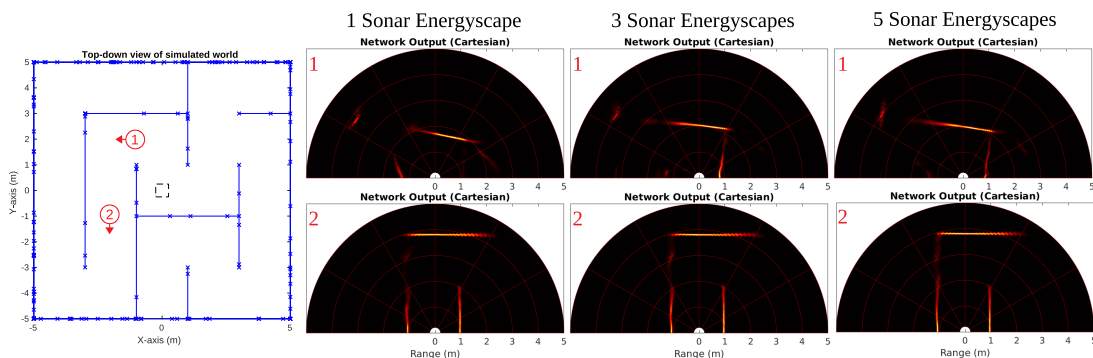 1 Sonar Energyscape
3 Sonar Energyscapes
5 Sonar Energyscapes
Top-down view of simulated world
5
4
3
2
1
0
-1
-2
-3
-4
-5
Y-axis (m)
-5
0
5
X-axis (m)
1
2
Network Output (Cartesian)
1
0 1 2 3 4 5
Network Output (Cartesian)
1
0 1 2 3 4 5
Network Output (Cartesian)
1
0 1 2 3 4 5
Network Output (Cartesian)
2
0 1 2 3 4 5
Range (m)
Network Output (Cartesian)
2
0 1 2 3 4 5
Range (m)
Network Output (Cartesian)
2
0 1 2 3 4 5
Range (m)